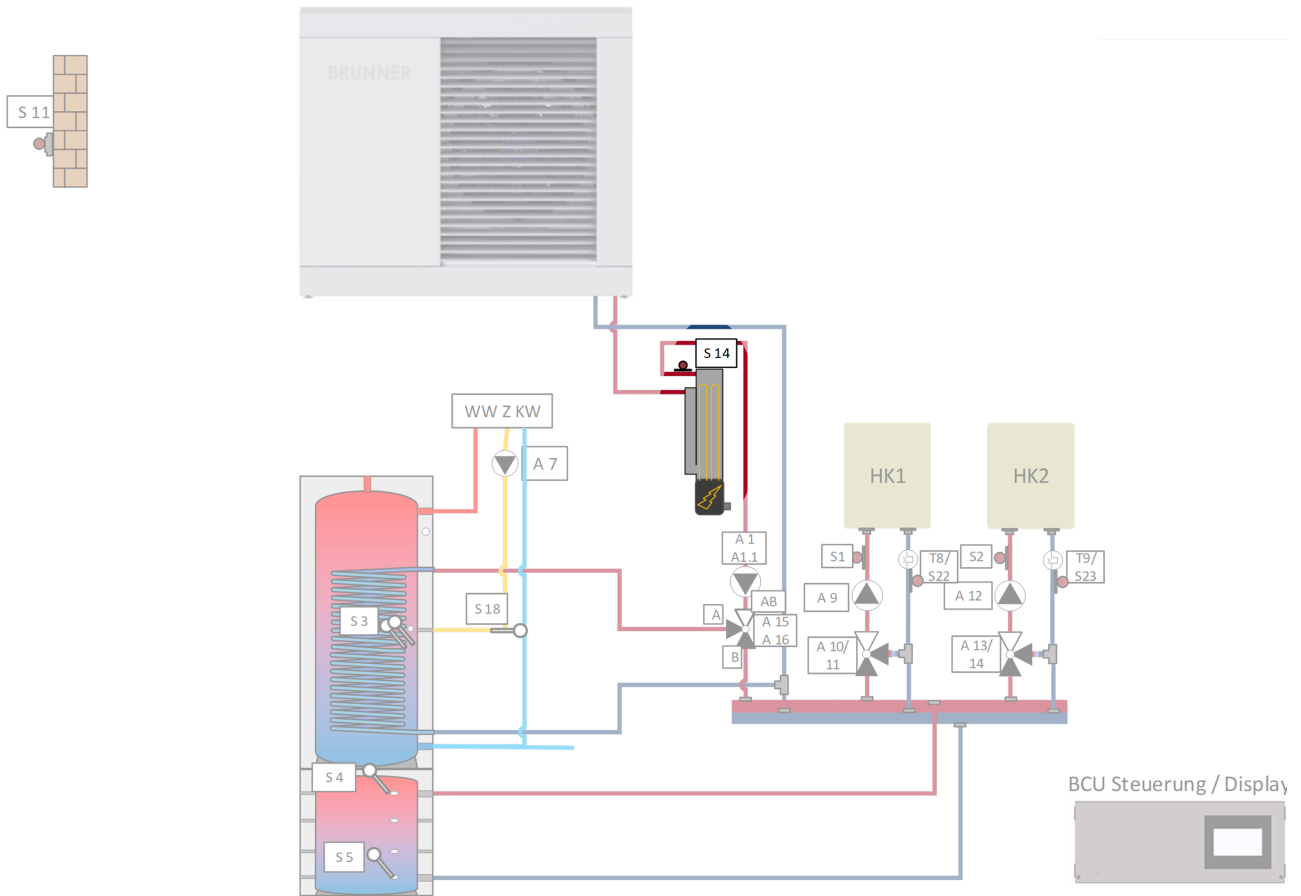 BRUNNER
S 11
S 14
WW Z KW
A 7
HK1
HK2
A 1
A1.1
S1
T8/
S22
S2
T9/
S23
A 9
A 12
AB
A
A 15
A 16
B
S 18
S 3
A 10/
11
A 13/
14
S 4
S 5
BCU Steuerung / Display